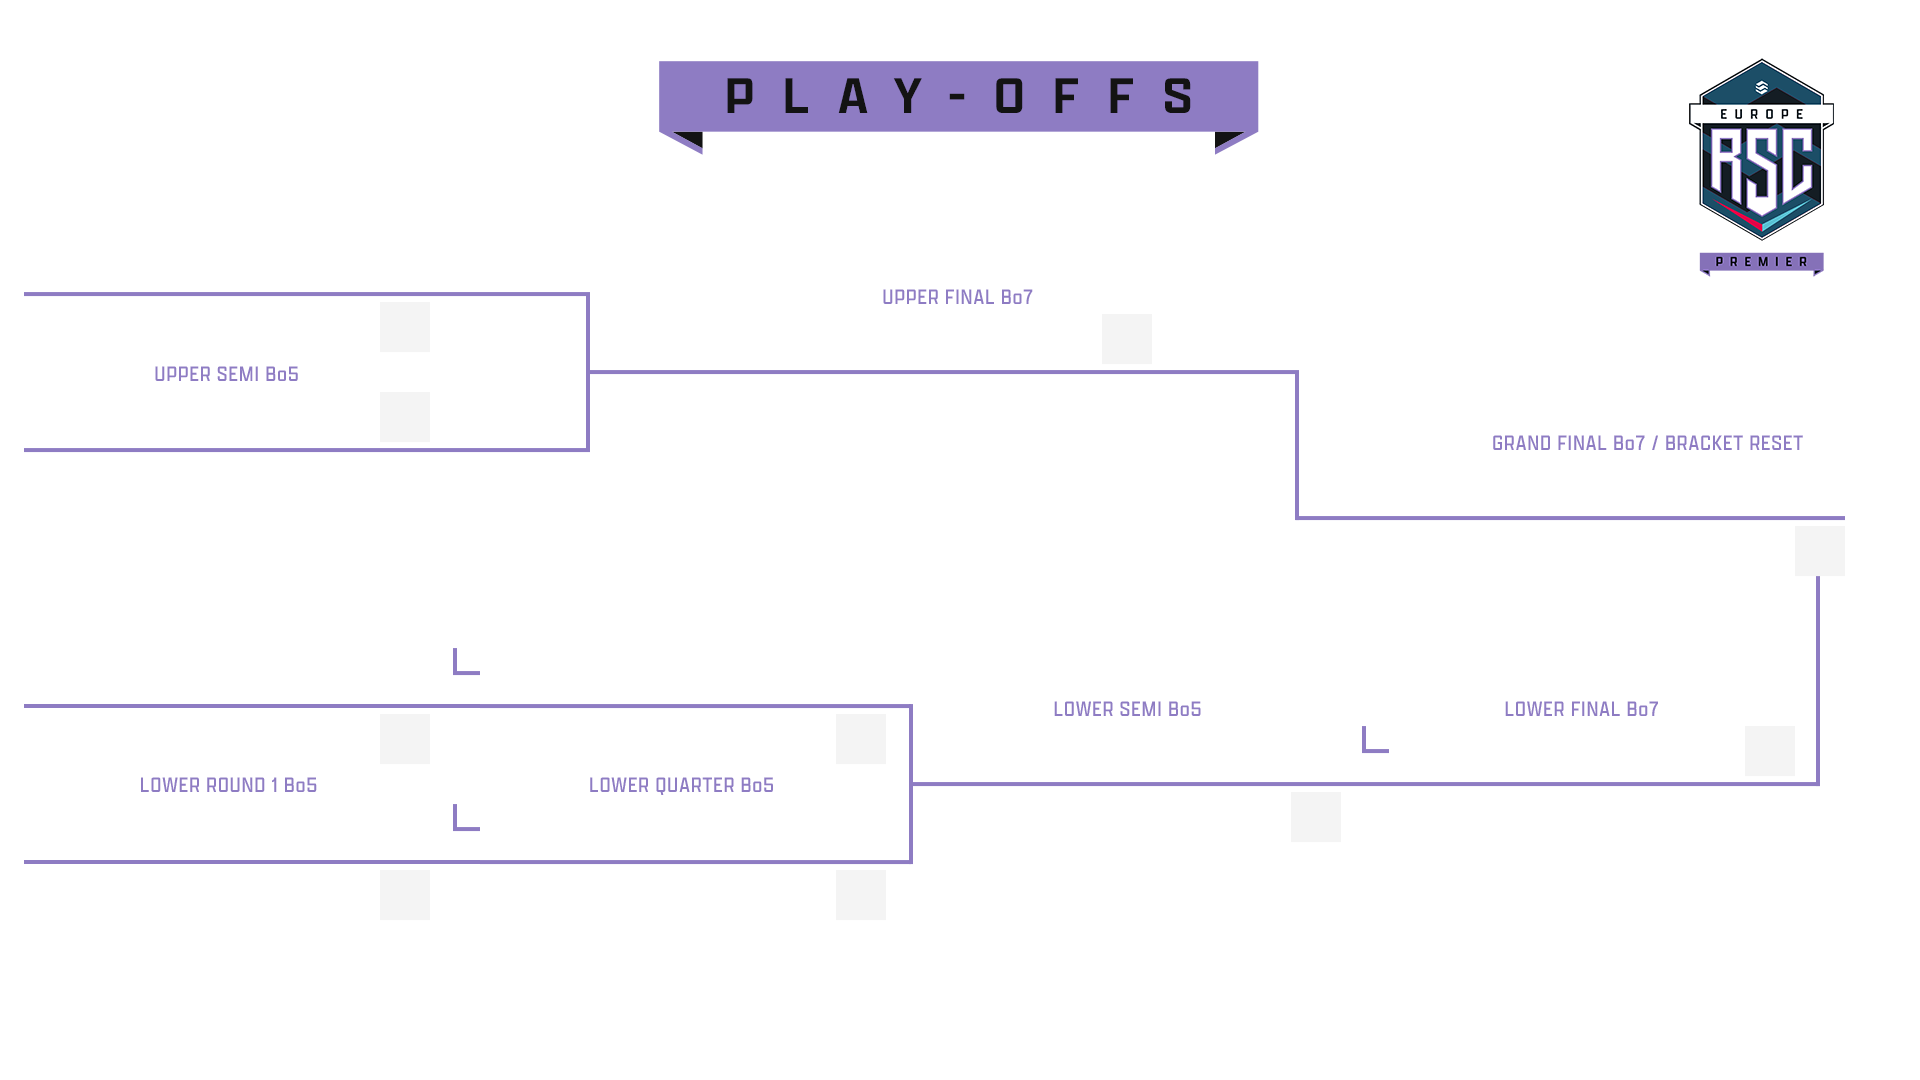 PLAY-OFFS
EUROPE
RSC
PREMIER
UPPER FINAL Bo7
UPPER SEMI Bo5
GRAND FINAL Bo7 / BRACKET RESET
LOWER SEMI Bo5
LOWER FINAL Bo7
LOWER ROUND 1 Bo5
LOWER QUARTER Bo5